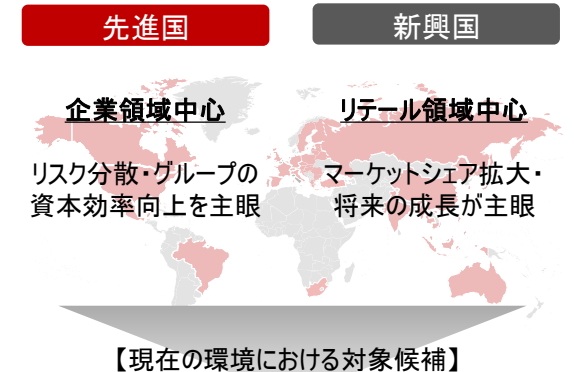 先進国
新興国
企業領域中心
リスク分散・グループの
資本効率向上を主眼
リテール領域中心
マーケットシェア拡大・
将来の成長が主眼
【現在の環境における対象候補】